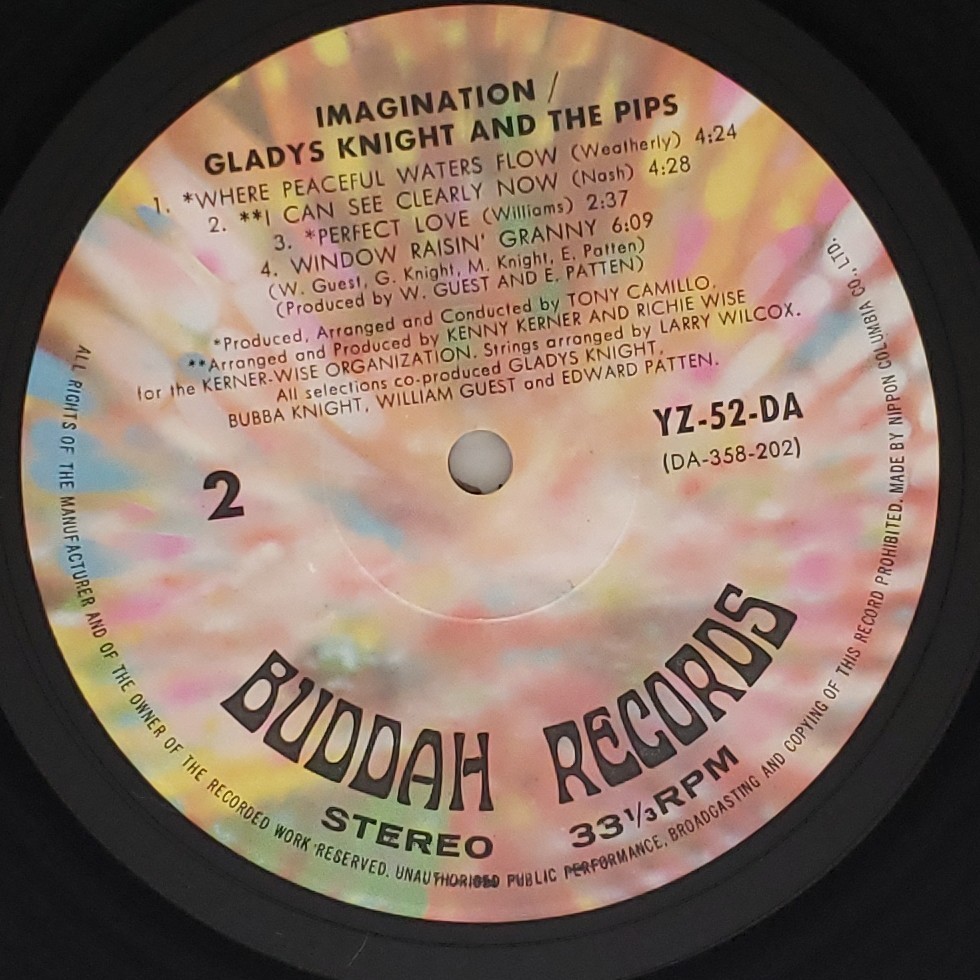 IMAGINATION /
GLADYS KNIGHT AND THE PIPS
1. *WHERE PEACEFUL WATERS FLOW (Weatherly) 4:24
2. **I CAN SEE CLEARLY NOW (Nash) 4:28
3. *PERFECT LOVE (Williams) 2:37
4. WINDOW RAISIN' GRANNY 6:09
(W. Guest, G. Knight, M. Knight, E. Patten)
(Produced by W. GUEST AND E. PATTEN)
*Produced, Arranged and Conducted by TONY CAMILLO.
**Arranged and Produced by KENNY KERNER AND RICHIE WISE
for the KERNER-WISE ORGANIZATION. Strings arranged by LARRY WILCOX.
All selections co-produced GLADYS KNIGHT,
BUBBA KNIGHT, WILLIAM GUEST and EDWARD PATTEN.
YZ-52-DA
(DA-358-202)
2
BUDDAH RECORDS
STEREO 33⅓RPM
ALL RIGHTS OF THE MANUFACTURER AND OF THE OWNER OF THE RECORDED WORK RESERVED. UNAUTHORISED PUBLIC PERFORMANCE, BROADCASTING AND COPYING OF THIS RECORD PROHIBITED. MADE BY NIPPON COLUMBIA CO., LTD.